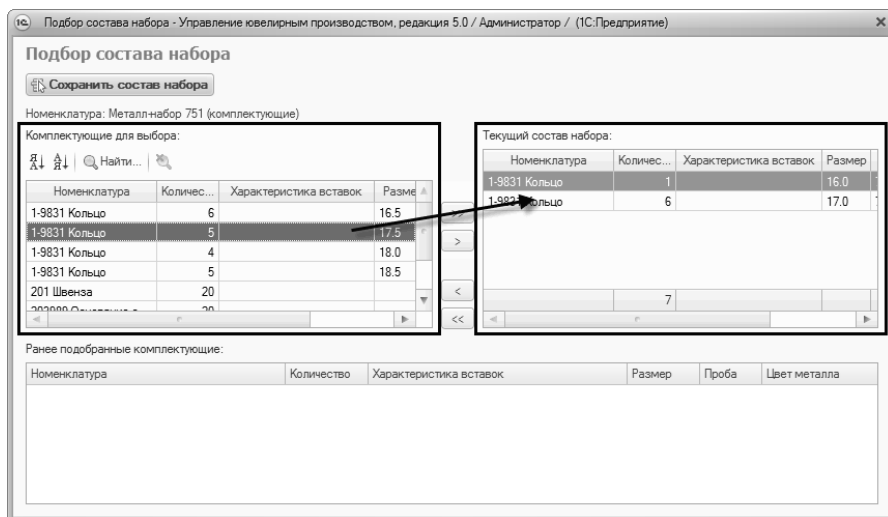 Подбор состава набора - Управление ювелирным производством, редакция 5.0 / Администратор / (1С:Предприятие)
Подбор состава набора
Сохранить состав набора
Номенклатура: Металл-набор 751 (комплектующие)
Комплектующие для выбора:
Найти...
Номенклатура Количес... Характеристика вставок Разме
1-9831 Кольцо 6 16.5
1-9831 Кольцо 5 17.5
1-9831 Кольцо 4 18.0
1-9831 Кольцо 5 18.5
201 Швенза 20
>>
>
<
<<
Текущий состав набора:
Номенклатура Количес... Характеристика вставок Размер
1-9831 Кольцо 1 16.0
1-9831 Кольцо 6 17.0
7
Ранее подобранные комплектующие:
Номенклатура Количество Характеристика вставок Размер Проба Цвет металла